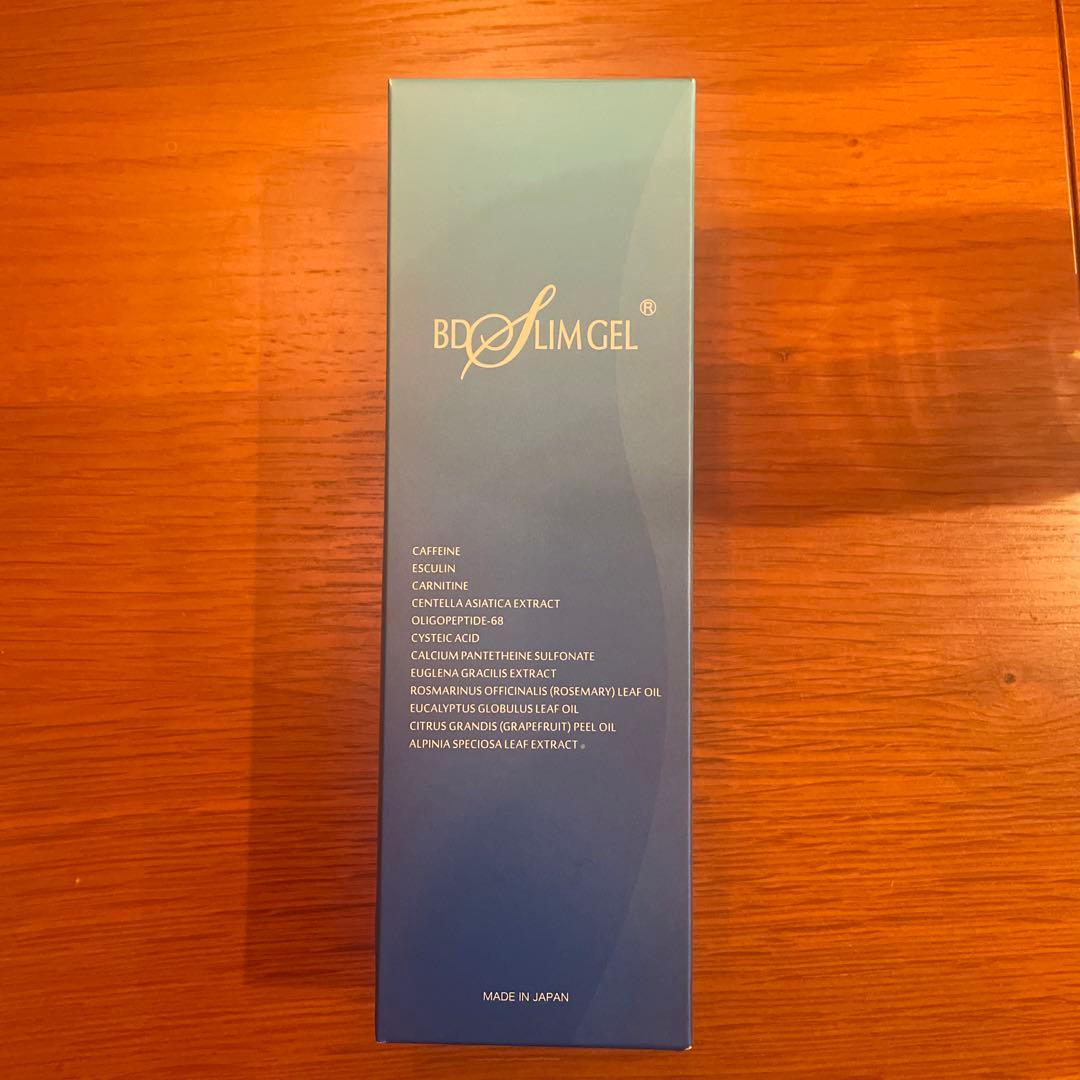 BD SLIM GEL ®
CAFFEINE
ESCULIN
CARNITINE
CENTELLA ASIATICA EXTRACT
OLIGOPEPTIDE-68
CYSTEIC ACID
CALCIUM PANTETHEINE SULFONATE
EUGLENA GRACILIS EXTRACT
ROSMARINUS OFFICINALIS (ROSEMARY) LEAF OIL
EUCALYPTUS GLOBULUS LEAF OIL
CITRUS GRANDIS (GRAPEFRUIT) PEEL OIL
ALPINIA SPECIOSA LEAF EXTRACT
MADE IN JAPAN